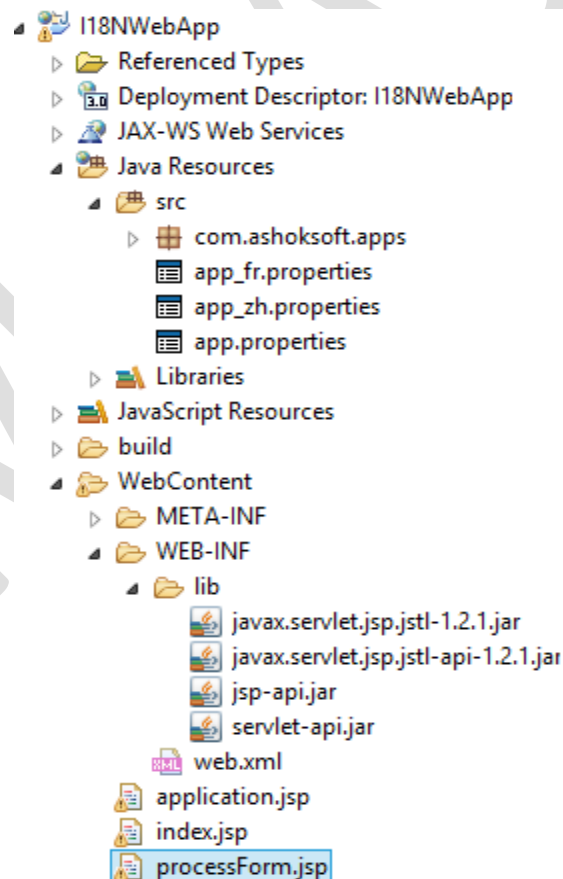 I18NWebApp
Referenced Types
3.0 Deployment Descriptor: I18NWebApp
JAX-WS Web Services
Java Resources
src
com.ashoksoft.apps
app_fr.properties
app_zh.properties
app.properties
Libraries
JavaScript Resources
build
WebContent
META-INF
WEB-INF
lib
javax.servlet.jsp.jstl-1.2.1.jar
javax.servlet.jsp.jstl-api-1.2.1.jar
jsp-api.jar
servlet-api.jar
XML web.xml
application.jsp
index.jsp
processForm.jsp